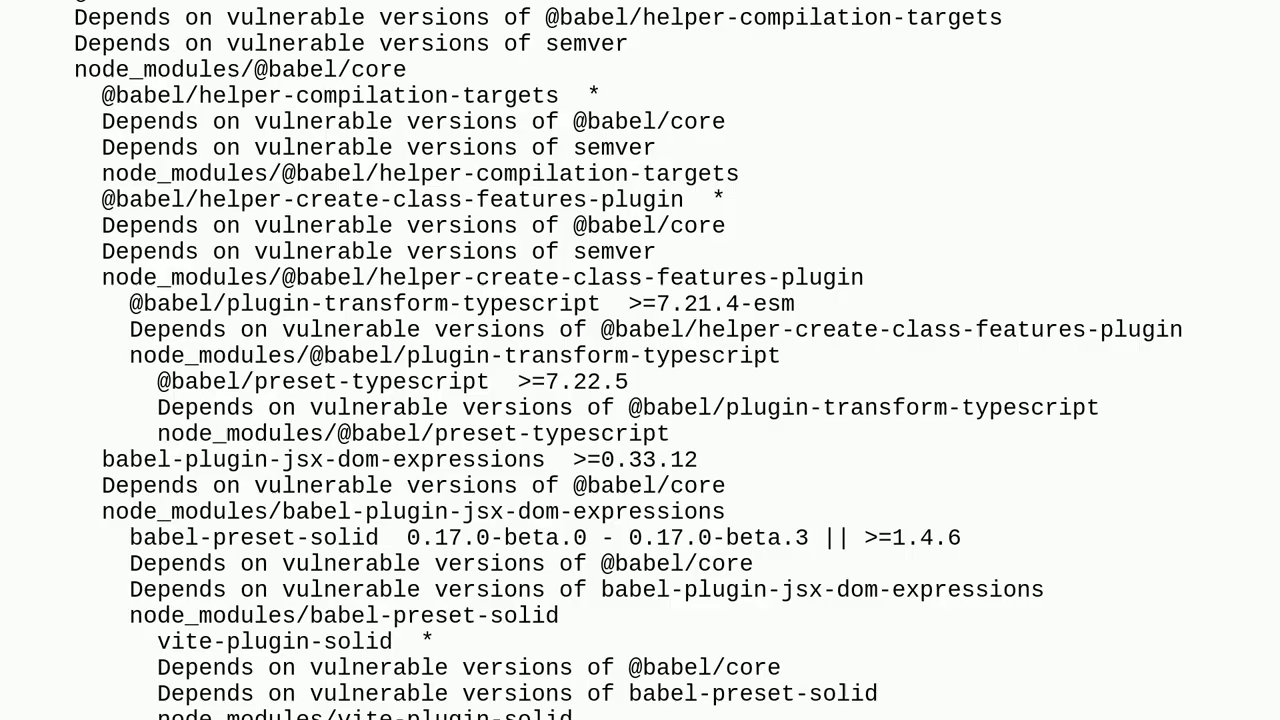 Depends on vulnerable versions of @babel/helper-compilation-targets
Depends on vulnerable versions of semver
node_modules/@babel/core
@babel/helper-compilation-targets  *
Depends on vulnerable versions of @babel/core
Depends on vulnerable versions of semver
node_modules/@babel/helper-compilation-targets
@babel/helper-create-class-features-plugin  *
Depends on vulnerable versions of @babel/core
Depends on vulnerable versions of semver
node_modules/@babel/helper-create-class-features-plugin
@babel/plugin-transform-typescript  >=7.21.4-esm
Depends on vulnerable versions of @babel/helper-create-class-features-plugin
node_modules/@babel/plugin-transform-typescript
@babel/preset-typescript  >=7.22.5
Depends on vulnerable versions of @babel/plugin-transform-typescript
node_modules/@babel/preset-typescript
babel-plugin-jsx-dom-expressions  >=0.33.12
Depends on vulnerable versions of @babel/core
node_modules/babel-plugin-jsx-dom-expressions
babel-preset-solid  0.17.0-beta.0 - 0.17.0-beta.3 || >=1.4.6
Depends on vulnerable versions of @babel/core
Depends on vulnerable versions of babel-plugin-jsx-dom-expressions
node_modules/babel-preset-solid
vite-plugin-solid  *
Depends on vulnerable versions of @babel/core
Depends on vulnerable versions of babel-preset-solid
node_modules/vite-plugin-solid